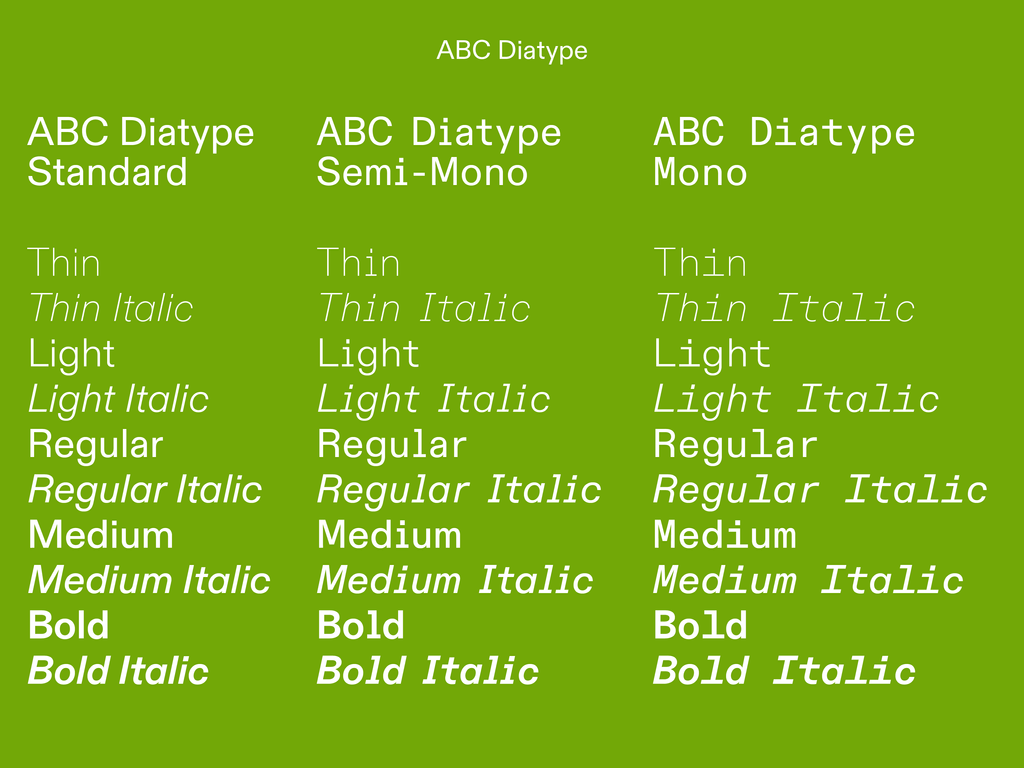 ABC Diatype
ABC Diatype
Standard
Thin
Thin Italic
Light
Light Italic
Regular
Regular Italic
Medium
Medium Italic
Bold
Bold Italic
ABC Diatype
Semi-Mono
Thin
Thin Italic
Light
Light Italic
Regular
Regular Italic
Medium
Medium Italic
Bold
Bold Italic
ABC Diatype
Mono
Thin
Thin Italic
Light
Light Italic
Regular
Regular Italic
Medium
Medium Italic
Bold
Bold Italic